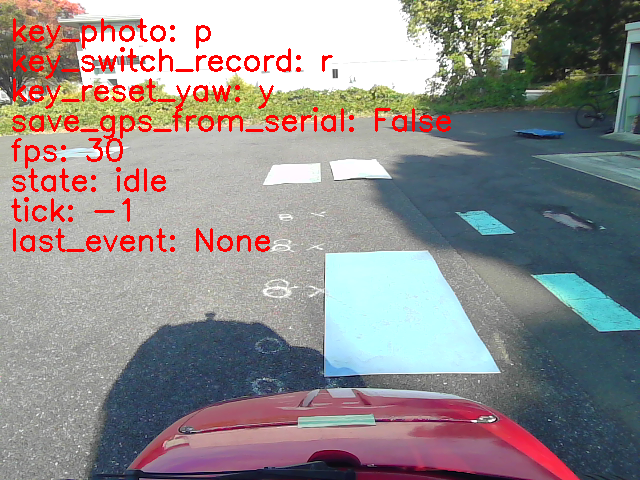 key_photo: p
key_switch_record: r
key_reset_yaw: y
save_gps_from_serial: False
fps: 30
state: idle
tick: -1
last_event: None